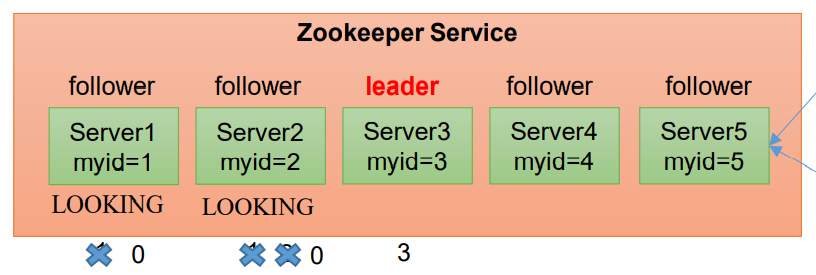 Zookeeper Service
follower follower leader follower follower
Server1 Server2 Server3 Server4 Server5
myid=1 myid=2 myid=3 myid=4 myid=5
LOOKING LOOKING
0 0 3